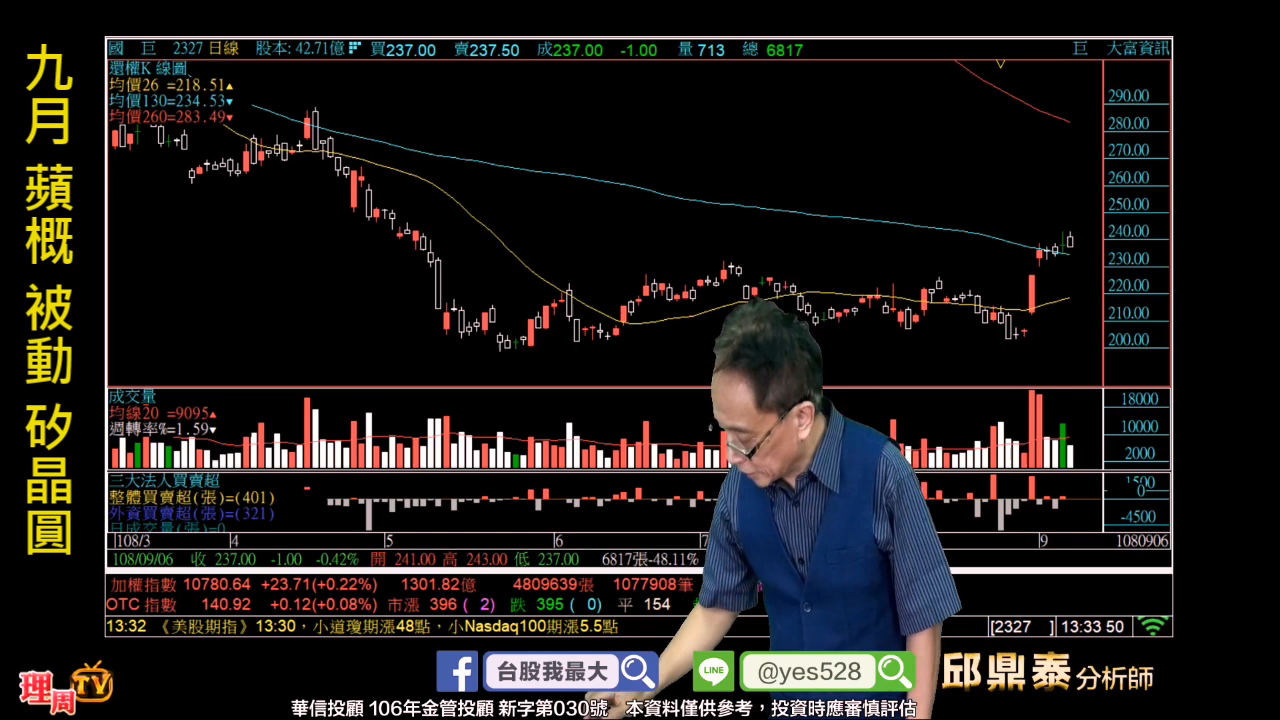 九月 蘋概 被動 矽晶圓
國 巨 2327 日線 股本: 42.71億 買237.00 賣237.50 成237.00 -1.00 量 713 總 6817 巨 大富資訊
還權K 線圖
均價26 =218.51▲
均價130=234.53▼
均價260=283.49▼
290.00
280.00
270.00
260.00
250.00
240.00
230.00
220.00
210.00
200.00
成交量
均線20 =9095▲
週轉率%=1.59▼
18000
10000
2000
三大法人買賣超
整體買賣超(張)=(401)
外資買賣超(張)=(321)
日成交量(張)=0
1500
0
-4500
108/3 4 5 6 7 9 1080906
108/09/06 收 237.00 -1.00 -0.42% 開 241.00 高 243.00 低 237.00 6817張-48.11%
加權指數 10780.64 +23.71(+0.22%) 1301.82億 4809639張 1077908筆
OTC 指數 140.92 +0.12(+0.08%) 市漲 396 ( 2) 跌 395 ( 0) 平 154
13:32 《美股期指》13:30，小道瓊期漲48點，小Nasdaq100期漲5.5點 [2327 ] 13:33 50
理周TV
台股我最大
LINE @yes528
邱鼎泰 分析師
華信投顧 106年金管投顧 新字第030號 本資料僅供參考，投資時應審慎評估